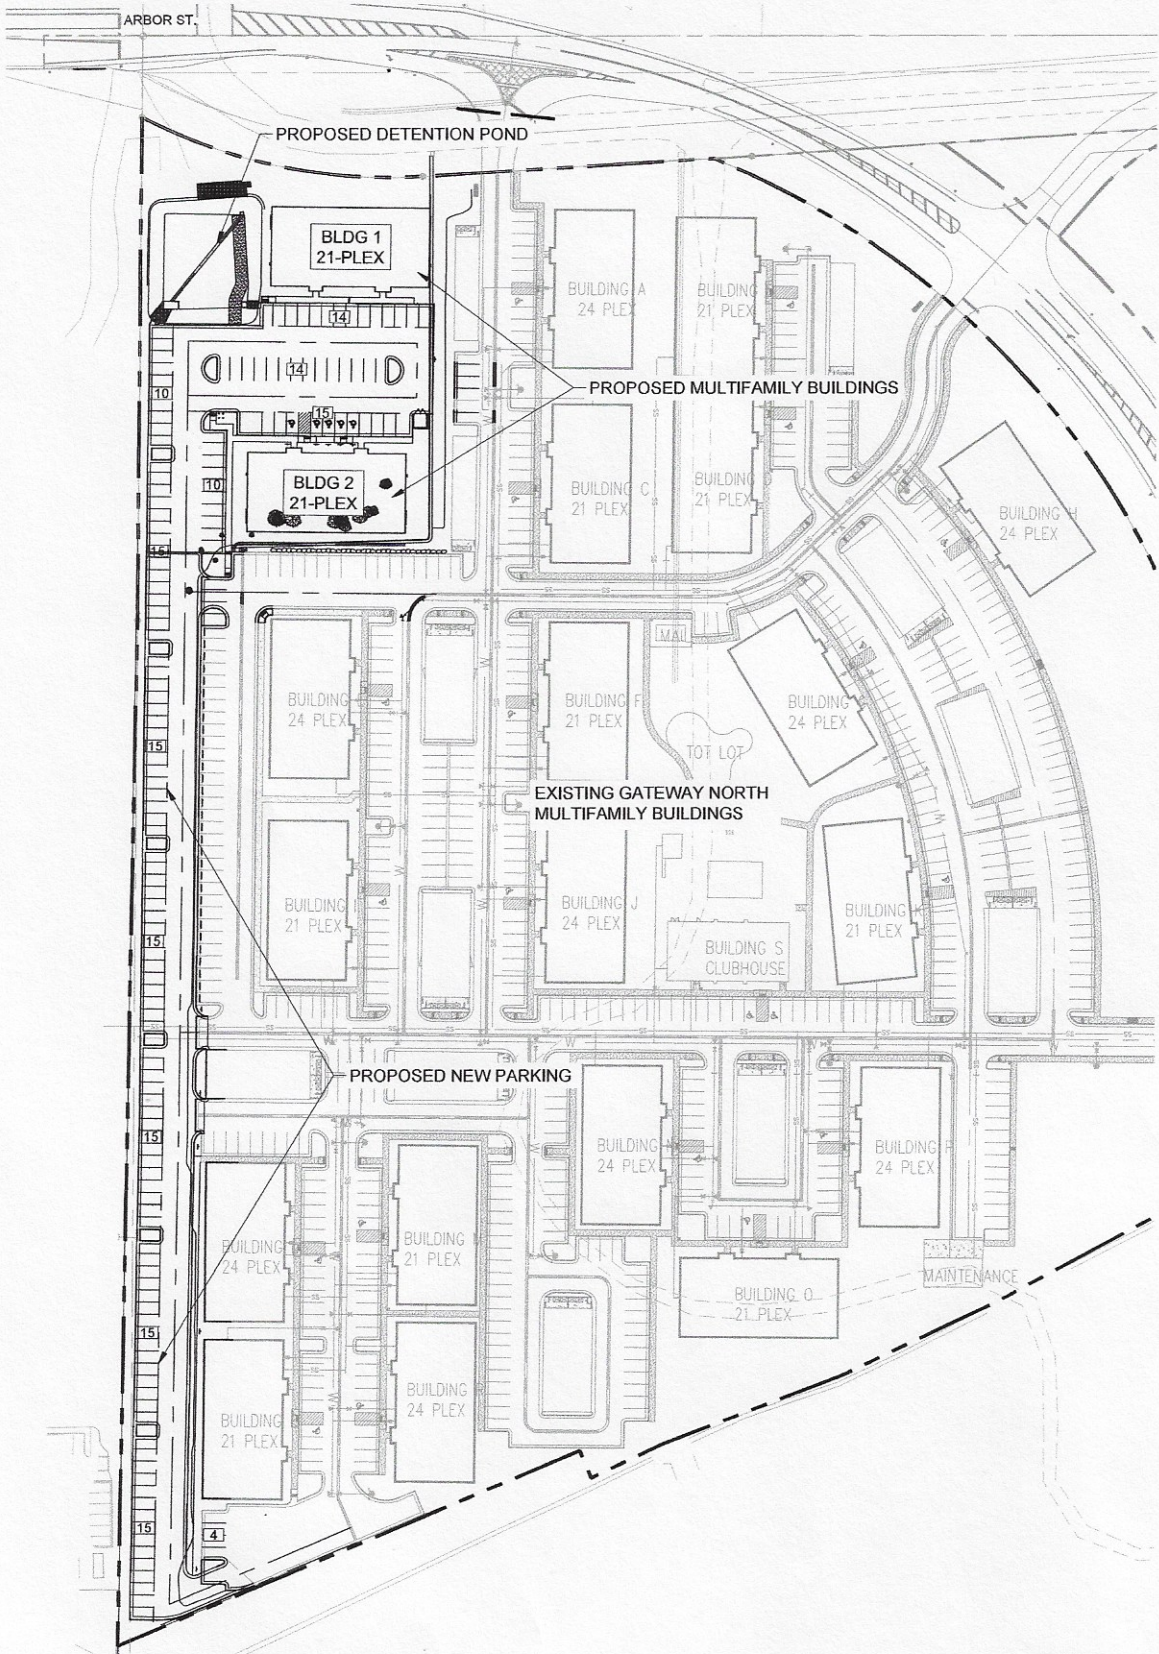 ARBOR ST.
PROPOSED DETENTION POND
BLDG 1
21-PLEX
14
BUILDING A
24 PLEX
BUILDING
21 PLEX
14
10
PROPOSED MULTIFAMILY BUILDINGS
15
10
BLDG 2
21-PLEX
BUILDING C
21 PLEX
BUILDING D
21 PLEX
BUILDING H
24 PLEX
15
MAIL
BUILDING
24 PLEX
BUILDING F
21 PLEX
BUILDING
24 PLEX
15
TOT LOT
EXISTING GATEWAY NORTH
MULTIFAMILY BUILDINGS
BUILDING I
21 PLEX
BUILDING J
24 PLEX
BUILDING K
21 PLEX
15
BUILDING S
CLUBHOUSE
PROPOSED NEW PARKING
15
BUILDING
24 PLEX
BUILDING P
24 PLEX
BUILDING
24 PLEX
BUILDING
21 PLEX
BUILDING O
21 PLEX
MAINTENANCE
15
BUILDING R
24 PLEX
BUILDING
21 PLEX
15
4